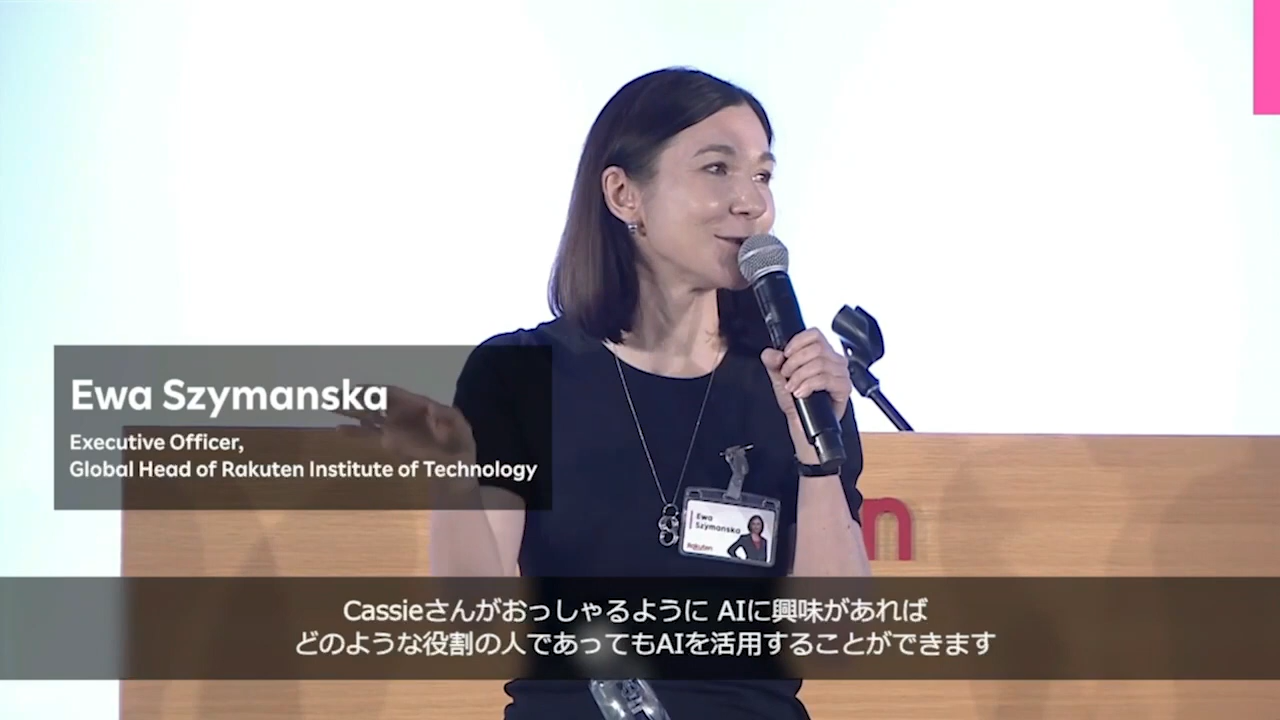 Ewa Szymanska
Executive Officer,
Global Head of Rakuten Institute of Technology
Ewa
Szymanska
Rakuten
n
Cassieさんがおっしゃるように AIに興味があれば
どのような役割の人であってもAIを活用することができます